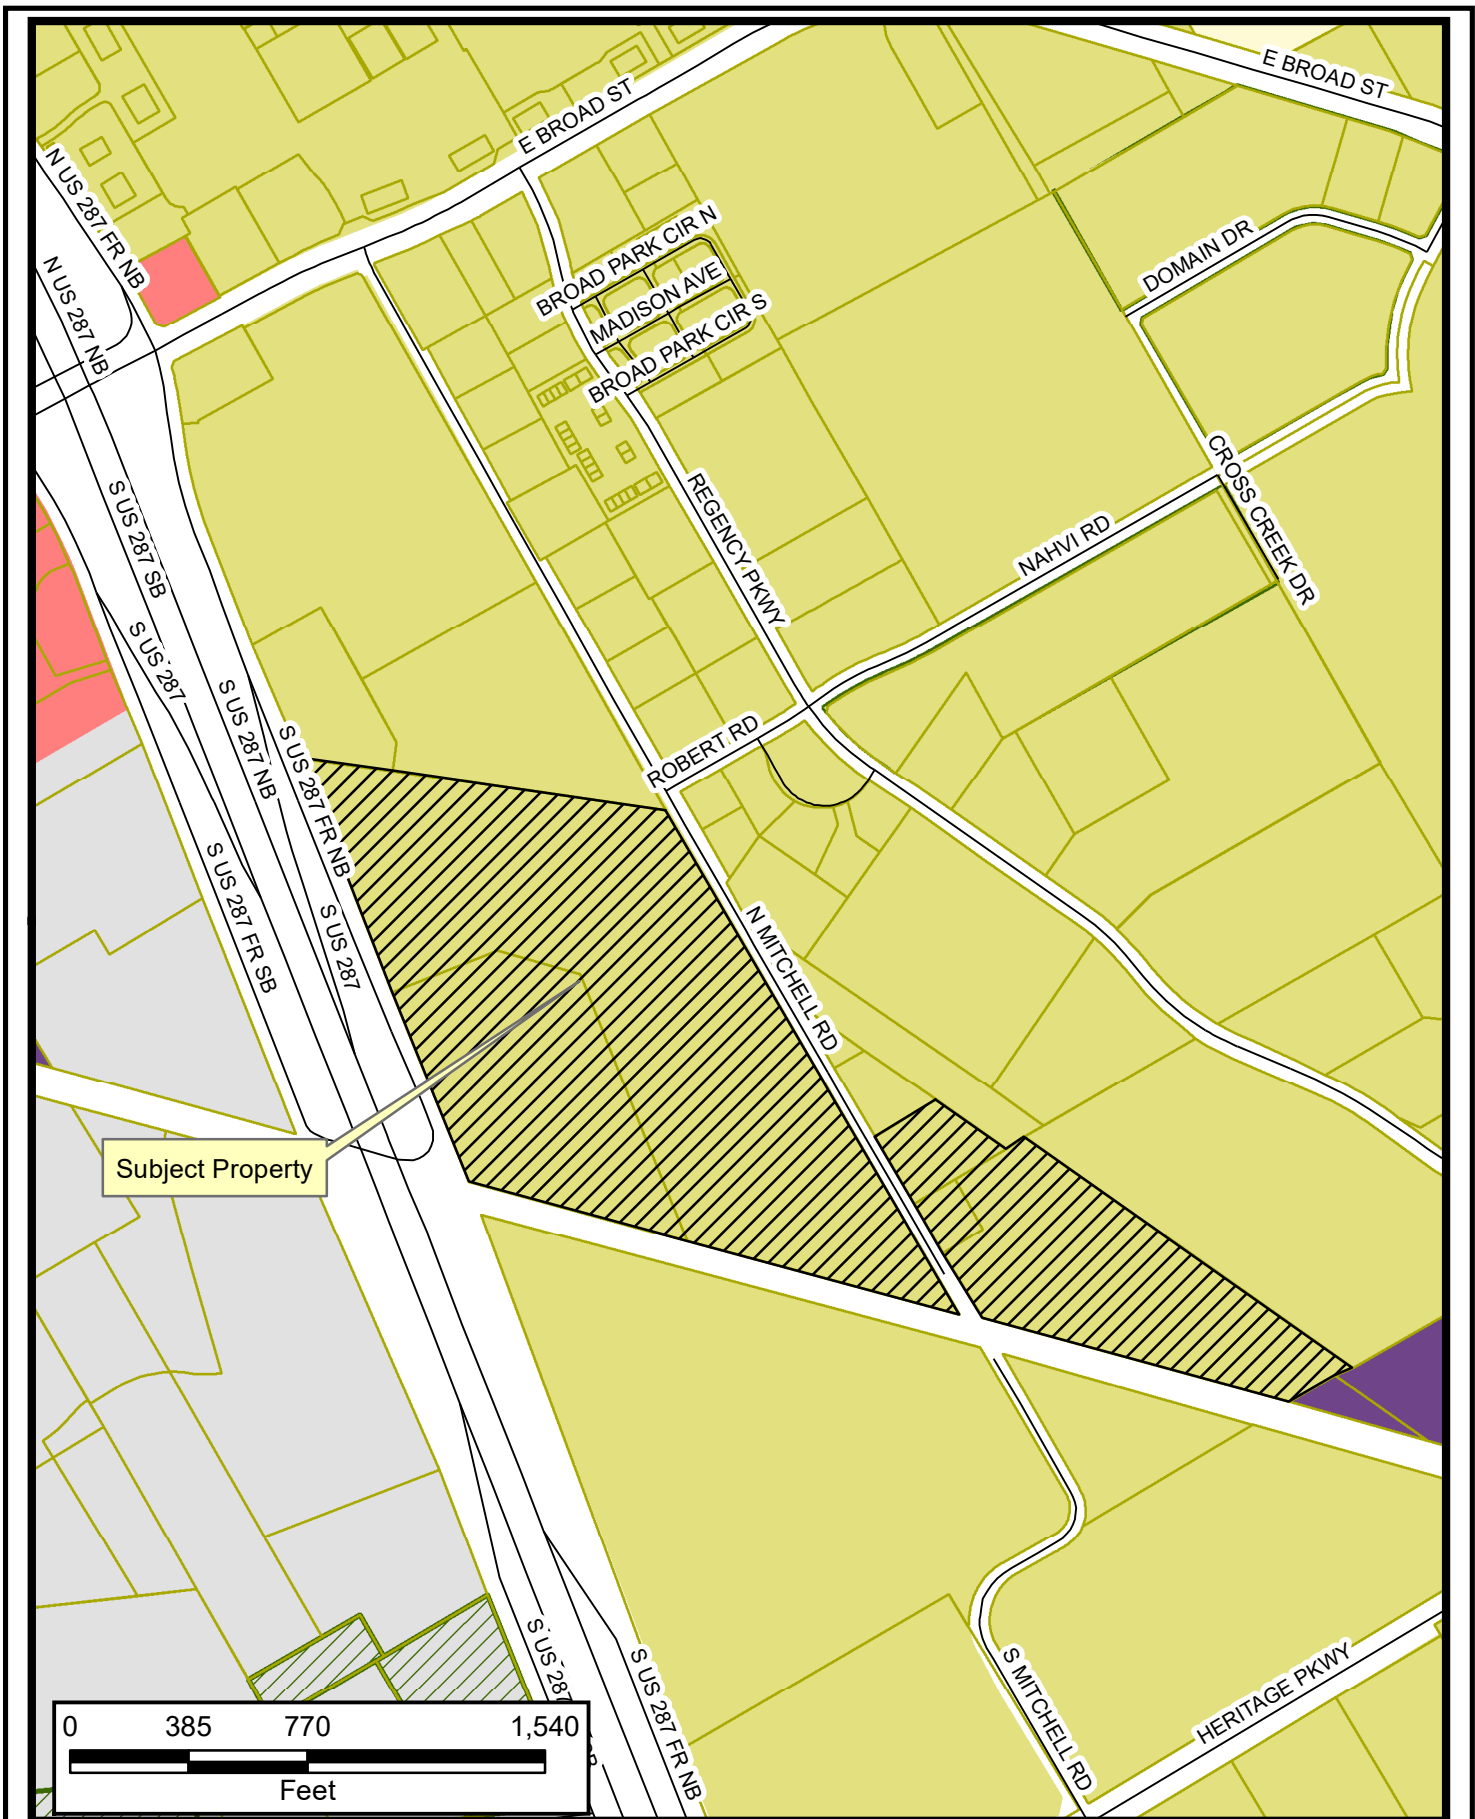 E BROAD ST
E BROAD ST
N US 287 FR NB
N US 287 NB
BROAD PARK CIR N
MADISON AVE
BROAD PARK CIR S
DOMAIN DR
CROSS CREEK DR
S US 287 SB
REGENCY PKWY
NAHVI RD
S US 287
S US 287 NB
S US 287 FR NB
ROBERT RD
S US 287 FR SB
S US 287
N MITCHELL RD
Subject Property
S US 287
S US 287 FR NB
S MITCHELL RD
HERITAGE PKWY
0 385 770 1,540
Feet